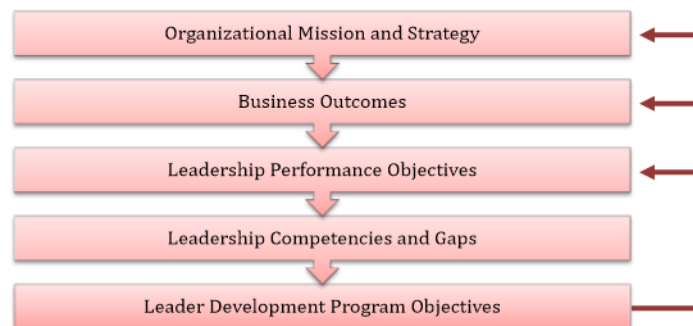 Organizational Mission and Strategy
Business Outcomes
Leadership Performance Objectives
Leadership Competencies and Gaps
Leader Development Program Objectives